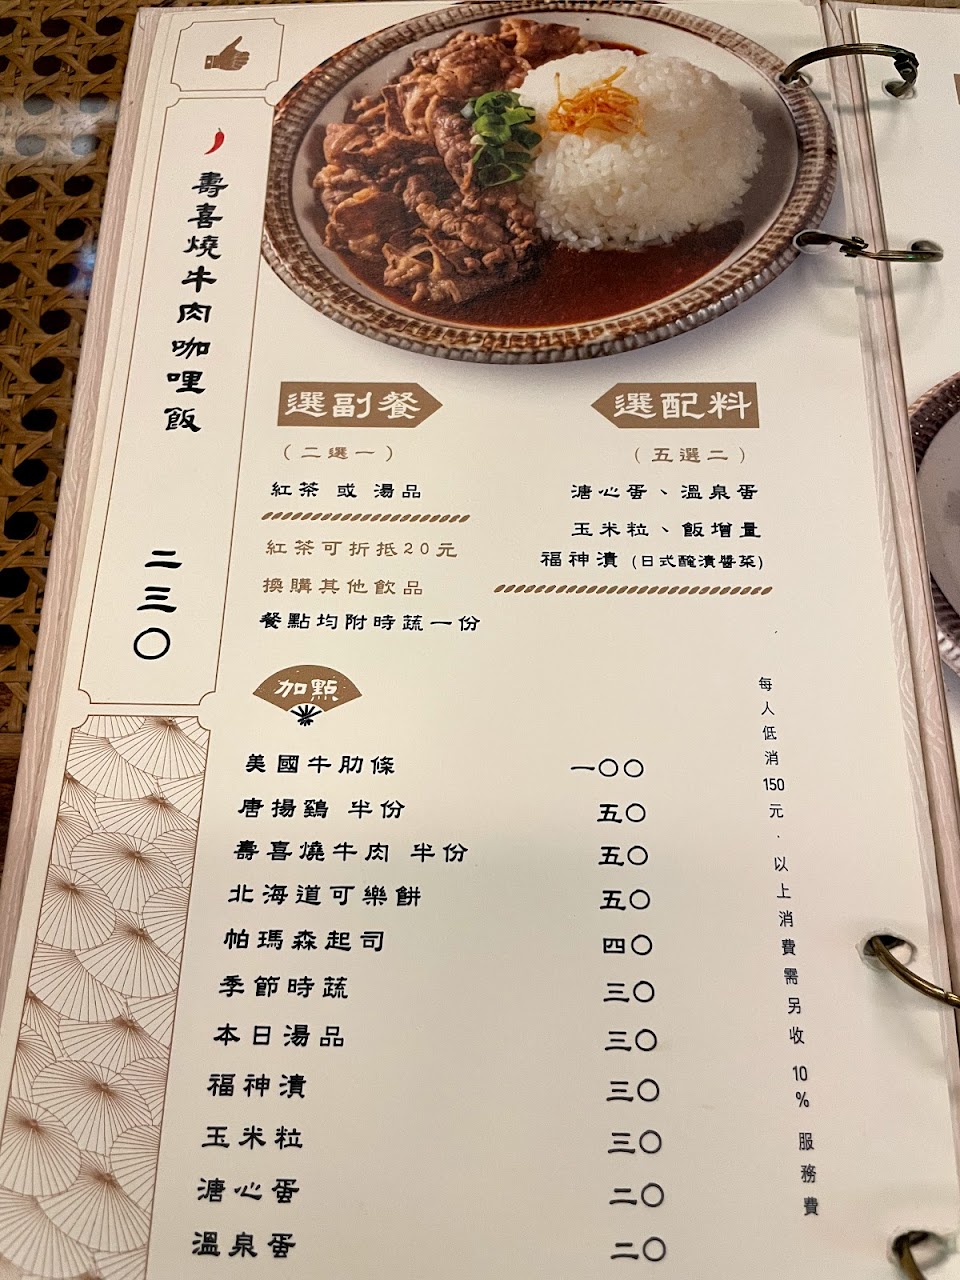 壽喜燒牛肉咖哩飯
二三〇
選副餐
(二選一)
紅茶 或 湯品
紅茶可折抵20元
換購其他飲品
餐點均附時蔬一份
選配料
(五選二)
溏心蛋、溫泉蛋
玉米粒、飯增量
福神漬 (日式醃漬醬菜)
加點
美國牛肋條 一〇〇
唐揚鷄 半份 五〇
壽喜燒牛肉 半份 五〇
北海道可樂餅 五〇
帕瑪森起司 四〇
季節時蔬 三〇
本日湯品 三〇
福神漬 三〇
玉米粒 三〇
溏心蛋 二〇
溫泉蛋 二〇
每人低消150元．以上消費需另收10%服務費